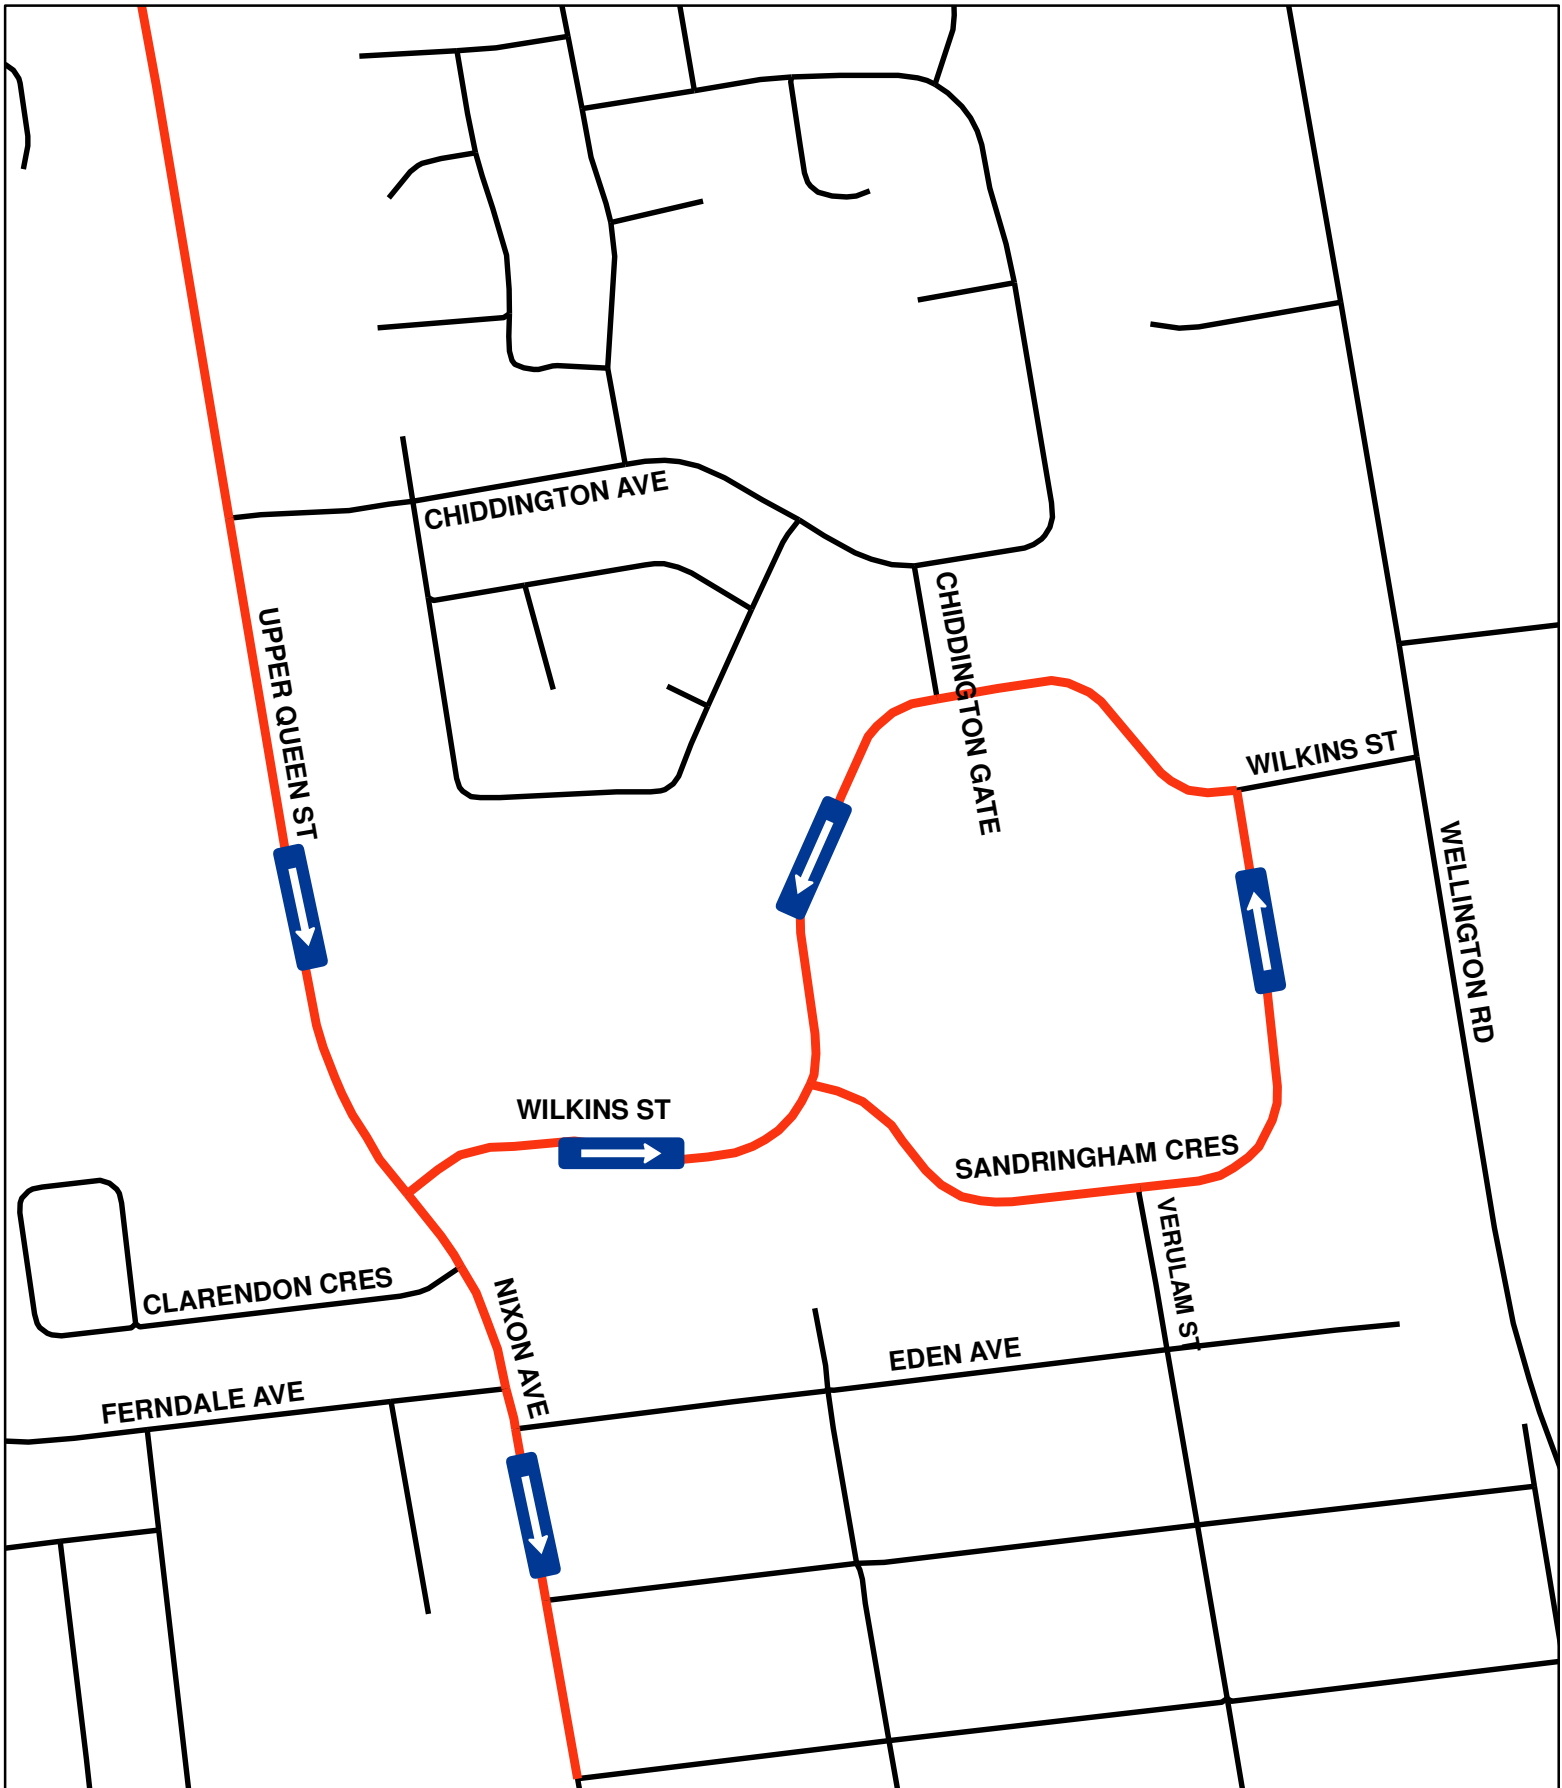 CHIDDINGTON AVE
CHIDDINGTON GATE
UPPER QUEEN ST
WILKINS ST
WELLINGTON RD
WILKINS ST
SANDRINGHAM CRES
VERULAM ST
CLARENDON CRES
NIXON AVE
EDEN AVE
FERNDALE AVE